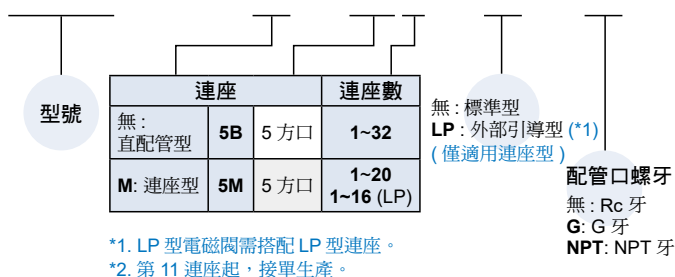 型號
連座 連座數
無 :
直配管型 5B 5 方口 1~32
M: 連座型 5M 5 方口 1~20
1~16 (LP)
無 : 標準型
LP : 外部引導型 (*1)
( 僅適用連座型 )
配管口螺牙
無 : Rc 牙
G: G 牙
NPT: NPT 牙
*1. LP 型電磁閥需搭配 LP 型連座。
*2. 第 11 連座起，接單生產。